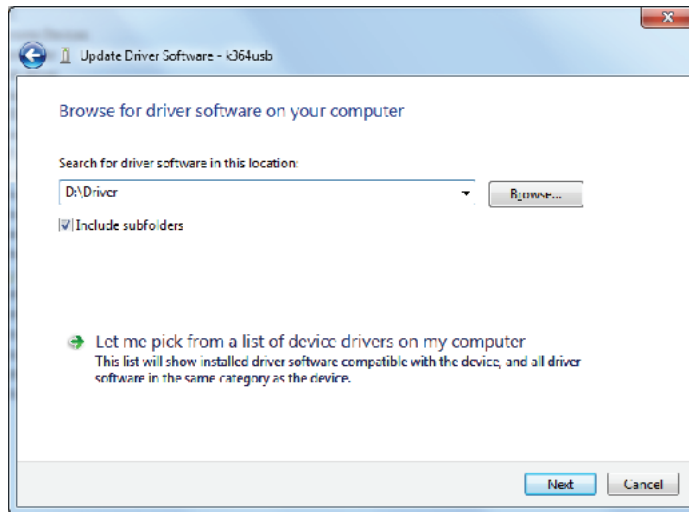 Update Driver Software - k364usb
Browse for driver software on your computer
Search for driver software in this location:
D:\Driver
Browse...
Include subfolders
Let me pick from a list of device drivers on my computer
This list will show installed driver software compatible with the device, and all driver
software in the same category as the device.
Next
Cancel